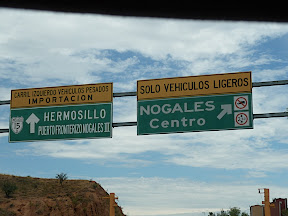 CARRIL IZQUIERDO VEHICULOS PESADOS
IMPORTACION
HERMOSILLO
PUERTO FRONTERIZO NOGALES III
15
SOLO VEHICULOS LIGEROS
NOGALES
Centro